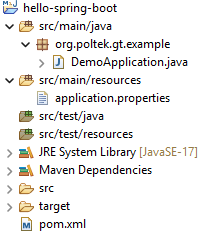 hello-spring-boot
src/main/java
org.poltek.gt.example
DemoApplication.java
src/main/resources
application.properties
src/test/java
src/test/resources
JRE System Library [JavaSE-17]
Maven Dependencies
src
target
pom.xml